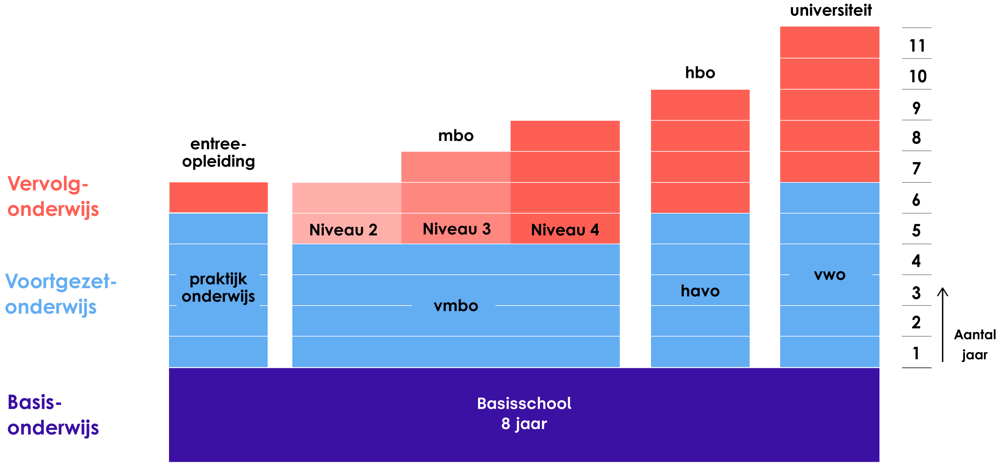 universiteit
11
10
hbo
9
mbo
8
entree-
opleiding
7
Vervolg-
onderwijs
6
Niveau 2
Niveau 3
Niveau 4
5
4
Voortgezet-
onderwijs
praktijk
onderwijs
vmbo
havo
vwo
3
2
1
Aantal
jaar
Basis-
onderwijs
Basisschool
8 jaar